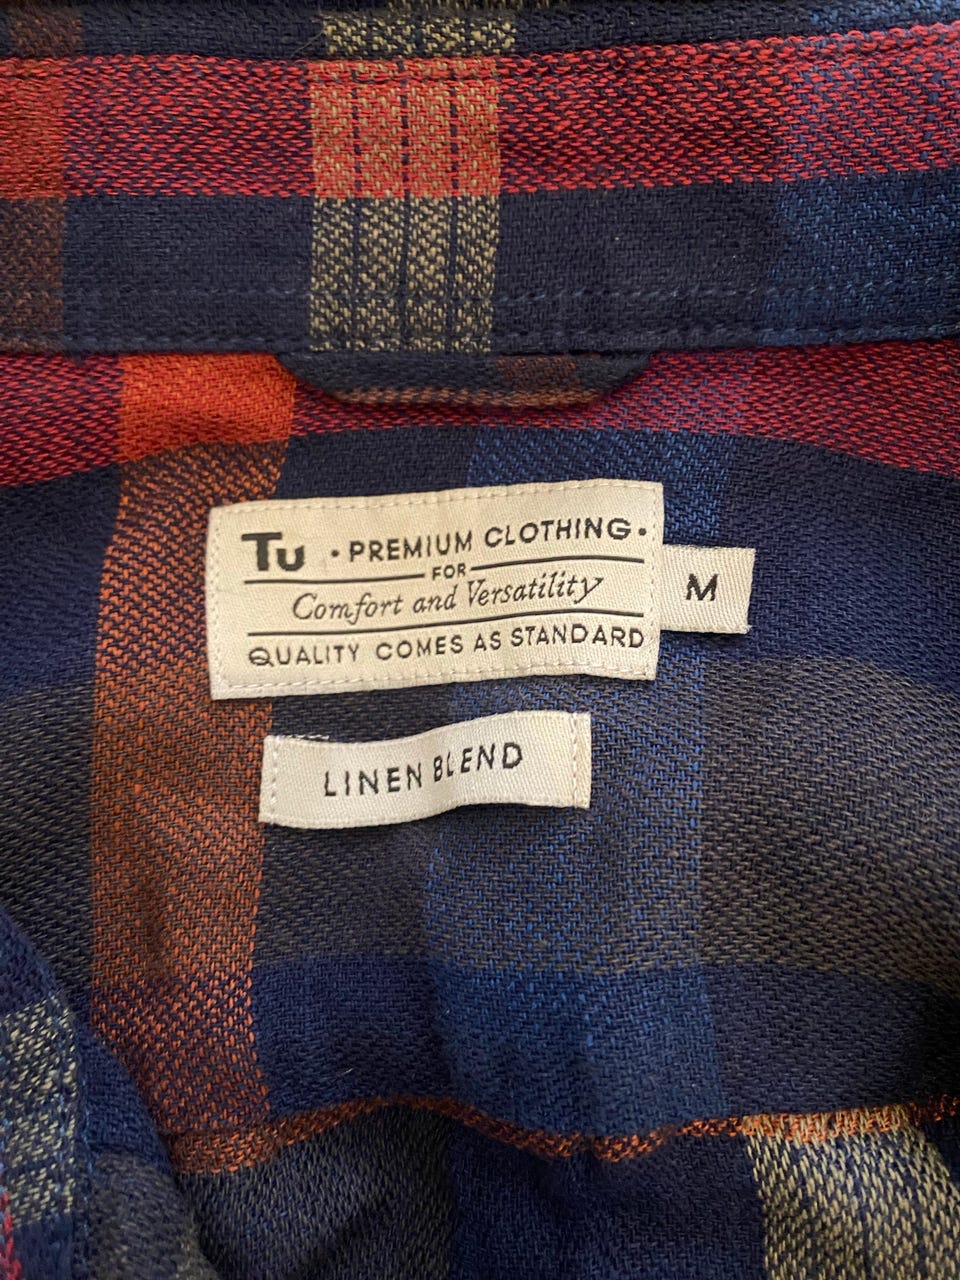 Tu · PREMIUM CLOTHING ·
FOR
Comfort and Versatility
QUALITY COMES AS STANDARD
M
LINEN BLEND